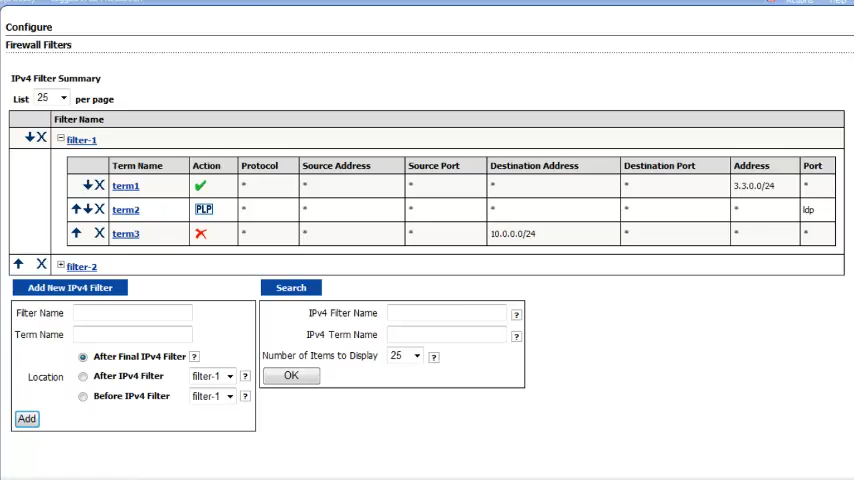 Help
Configure
Firewall Filters
IPv4 Filter Summary
List 25 per page
Filter Name
X filter-1
Term Name Action Protocol Source Address Source Port Destination Address Destination Port Address Port
X term1 * * * * * 3.3.0.0/24 *
X term2 PLP * * * * * * ldp
X term3 * * * 10.0.0.0/24 * * *
X filter-2
Add New IPv4 Filter
Filter Name
Term Name
After Final IPv4 Filter ?
Location After IPv4 Filter filter-1 ?
Before IPv4 Filter filter-1 ?
Add
Search
IPv4 Filter Name ?
IPv4 Term Name ?
Number of Items to Display 25 ?
OK